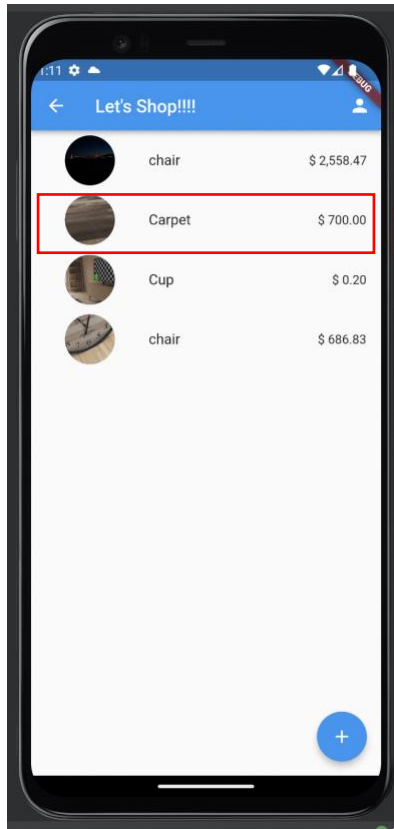 1:11
DEBUG
Let's Shop!!!!
chair $ 2,558.47
Carpet $ 700.00
Cup $ 0.20
chair $ 686.83
+